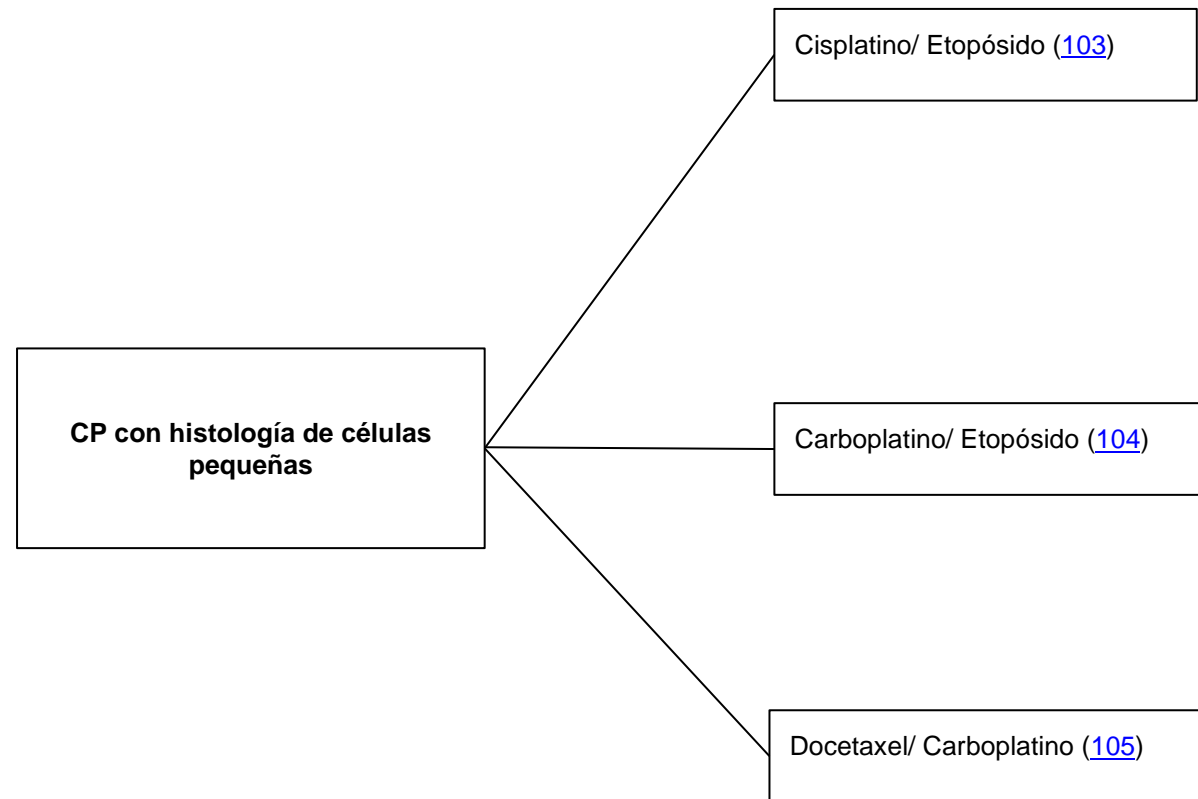 Cisplatino/ Etopósido (103)
CP con histología de células
pequeñas
Carboplatino/ Etopósido (104)
Docetaxel/ Carboplatino (105)